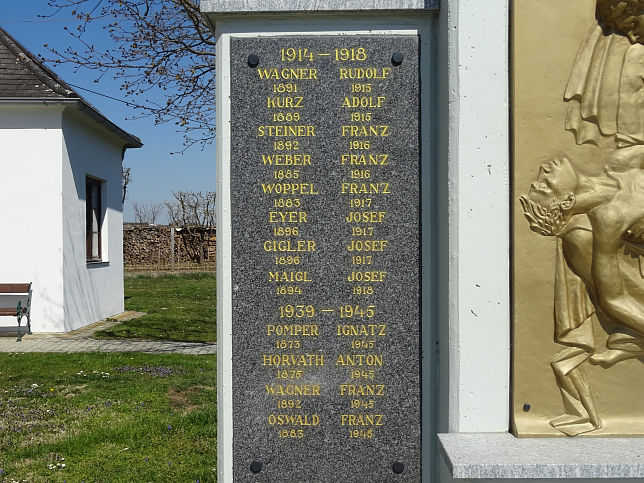 1914 – 1918
WAGNER RUDOLF
1891 1915
KURZ ADOLF
1889 1915
STEINER FRANZ
1892 1916
WEBER FRANZ
1885 1916
WOPPEL FRANZ
1883 1917
EYER JOSEF
1896 1917
GIGLER JOSEF
1896 1917
MAIGL JOSEF
1894 1918
1939 – 1945
POMPER IGNATZ
1873 1945
HORVATH ANTON
1875 1945
WAGNER FRANZ
1892 1945
OSWALD FRANZ
1883 1945